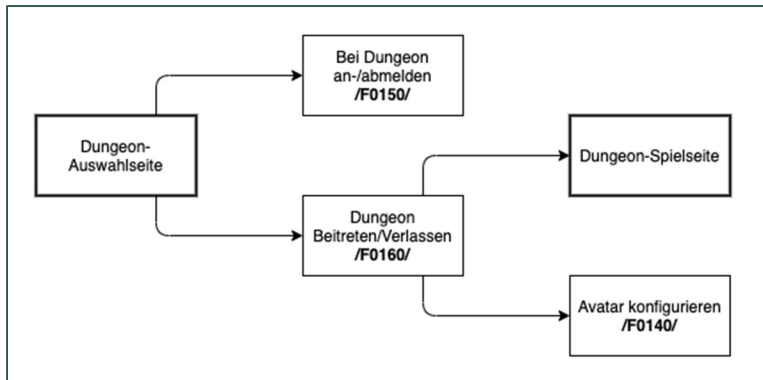 Bei Dungeon
an-/abmelden
/F0150/
Dungeon-
Auswahlseite
Dungeon-Spielseite
Dungeon
Beitreten/Verlassen
/F0160/
Avatar konfigurieren
/F0140/